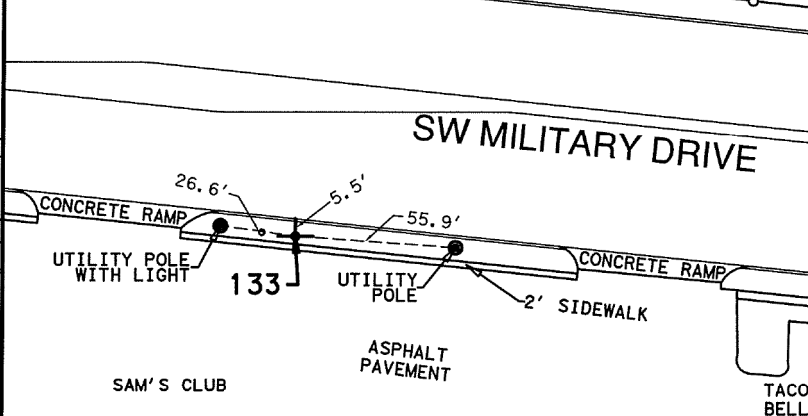 SW MILITARY DRIVE
26.6'
5.5'
55.9'
CONCRETE RAMP
UTILITY POLE
WITH LIGHT
133
UTILITY
POLE
CONCRETE RAMP
2' SIDEWALK
ASPHALT
PAVEMENT
SAM'S CLUB
TACO
BELL